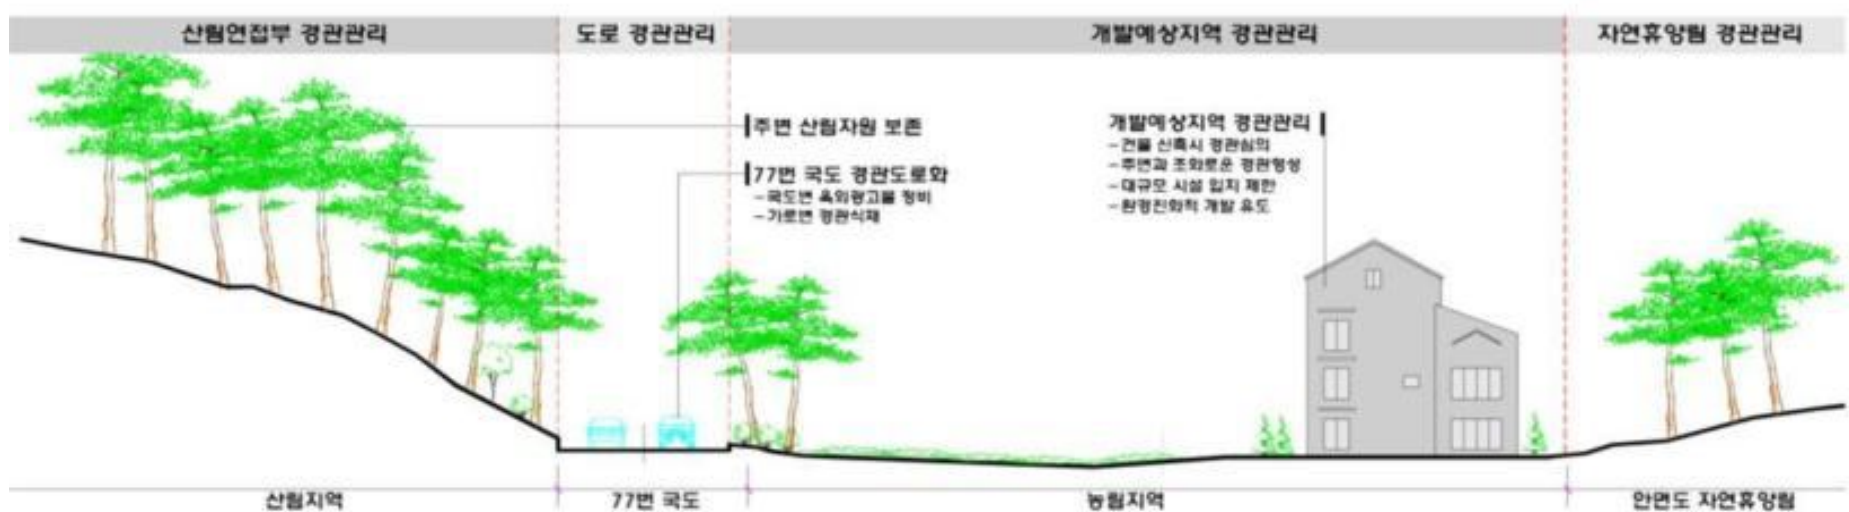 산림연접부 경관관리
도로 경관관리
개발예상지역 경관관리
자연휴양림 경관관리
주변 산림자원 보존
77번 국도 경관도로화
- 국도변 옥외광고물 정비
- 가로변 경관식재
개발예상지역 경관관리
- 건물 신축시 경관심의
- 주변과 조화로운 경관형성
- 대규모 시설 입지 제한
- 환경친화적 개발 유도
산림지역
77번 국도
농림지역
안면도 자연휴양림